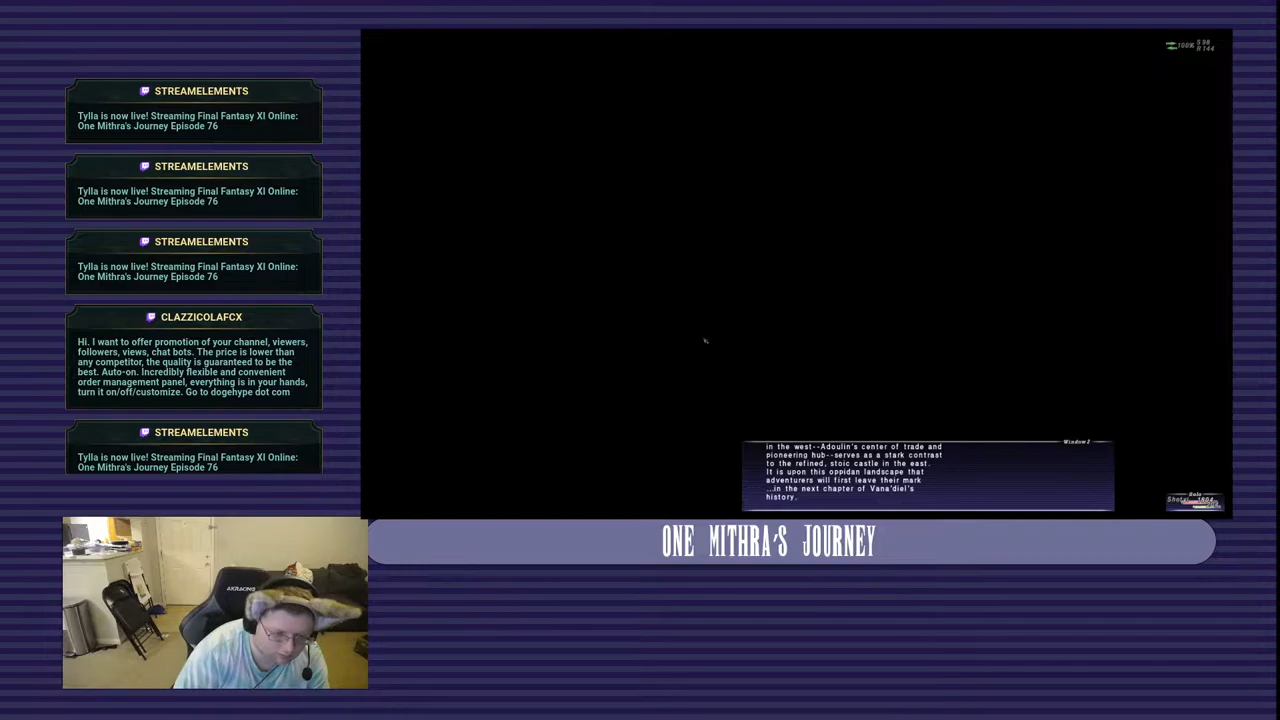 STREAMELEMENTS
Tylla is now live! Streaming Final Fantasy XI Online:
One Mithra's Journey Episode 76
STREAMELEMENTS
Tylla is now live! Streaming Final Fantasy XI Online:
One Mithra's Journey Episode 76
STREAMELEMENTS
Tylla is now live! Streaming Final Fantasy XI Online:
One Mithra's Journey Episode 76
CLAZZICOLAFCX
Hi. I want to offer promotion of your channel, viewers,
followers, views, chat bots. The price is lower than
any competitor, the quality is guaranteed to be the
best. Auto-on. Incredibly flexible and convenient
order management panel, everything is in your hands,
turn it on/off/customize. Go to dogehype dot com
STREAMELEMENTS
Tylla is now live! Streaming Final Fantasy XI Online:
One Mithra's Journey Episode 76
100% S 98
R 144
Window2
in the west--Adoulin's center of trade and
pioneering hub--serves as a stark contrast
to the refined, stoic castle in the east.
It is upon this oppidan landscape that
adventurers will first leave their mark
...in the next chapter of Vana'diel's
history.
Solo
ONE MITHRA'S JOURNEY
AKRACING